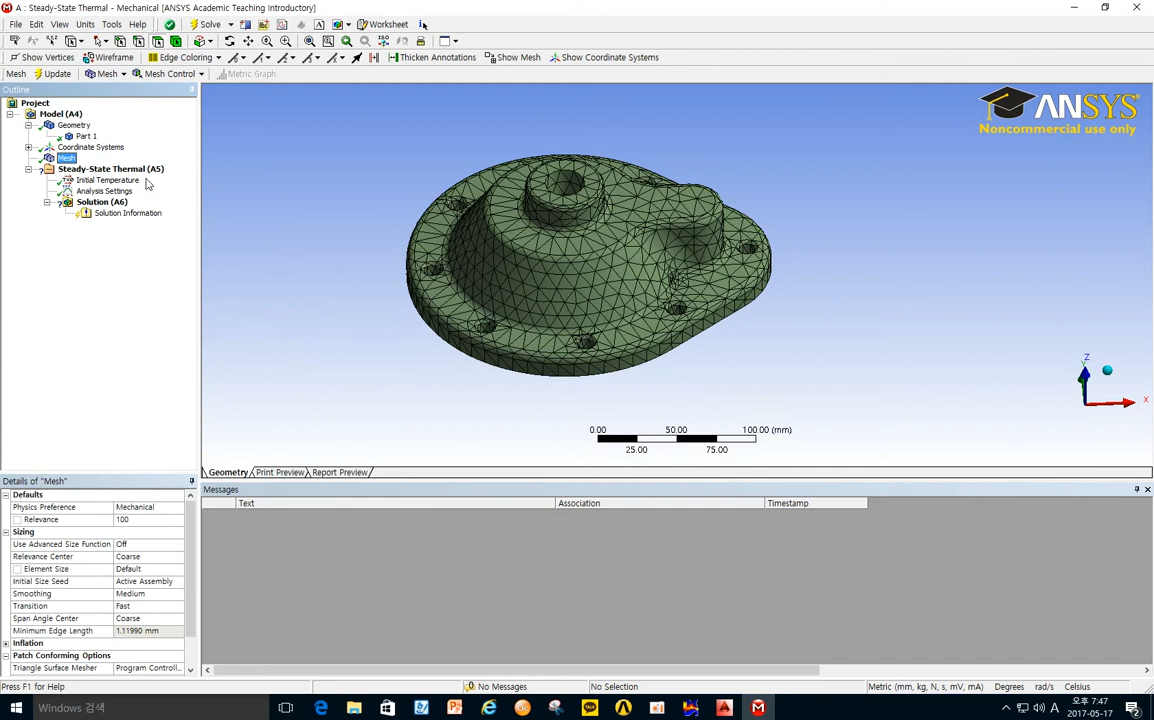 A : Steady-State Thermal - Mechanical [ANSYS Academic Teaching Introductory]
File Edit View Units Tools Help Solve A Worksheet i
Show Vertices Wireframe Edge Coloring Thicken Annotations Show Mesh Show Coordinate Systems
Mesh Update Mesh Mesh Control Metric Graph
Outline
Project
Model (A4)
Geometry
Part 1
Coordinate Systems
Mesh
Steady-State Thermal (A5)
Initial Temperature
Analysis Settings
Solution (A6)
Solution Information
ANSYS
Noncommercial use only
Z
Y
X
0.00 50.00 100.00 (mm)
25.00 75.00
Geometry Print Preview Report Preview
Details of "Mesh"
Defaults
Physics Preference Mechanical
Relevance 100
Sizing
Use Advanced Size Function Off
Relevance Center Coarse
Element Size Default
Initial Size Seed Active Assembly
Smoothing Medium
Transition Fast
Span Angle Center Coarse
Minimum Edge Length 1.11990 mm
Inflation
Patch Conforming Options
Triangle Surface Mesher Program Controll...
Messages
Text Association Timestamp
Press F1 for Help No Messages No Selection Metric (mm, kg, N, s, mV, mA) Degrees rad/s Celsius
Windows 검색
A 오후 7:47
2017-05-17
2